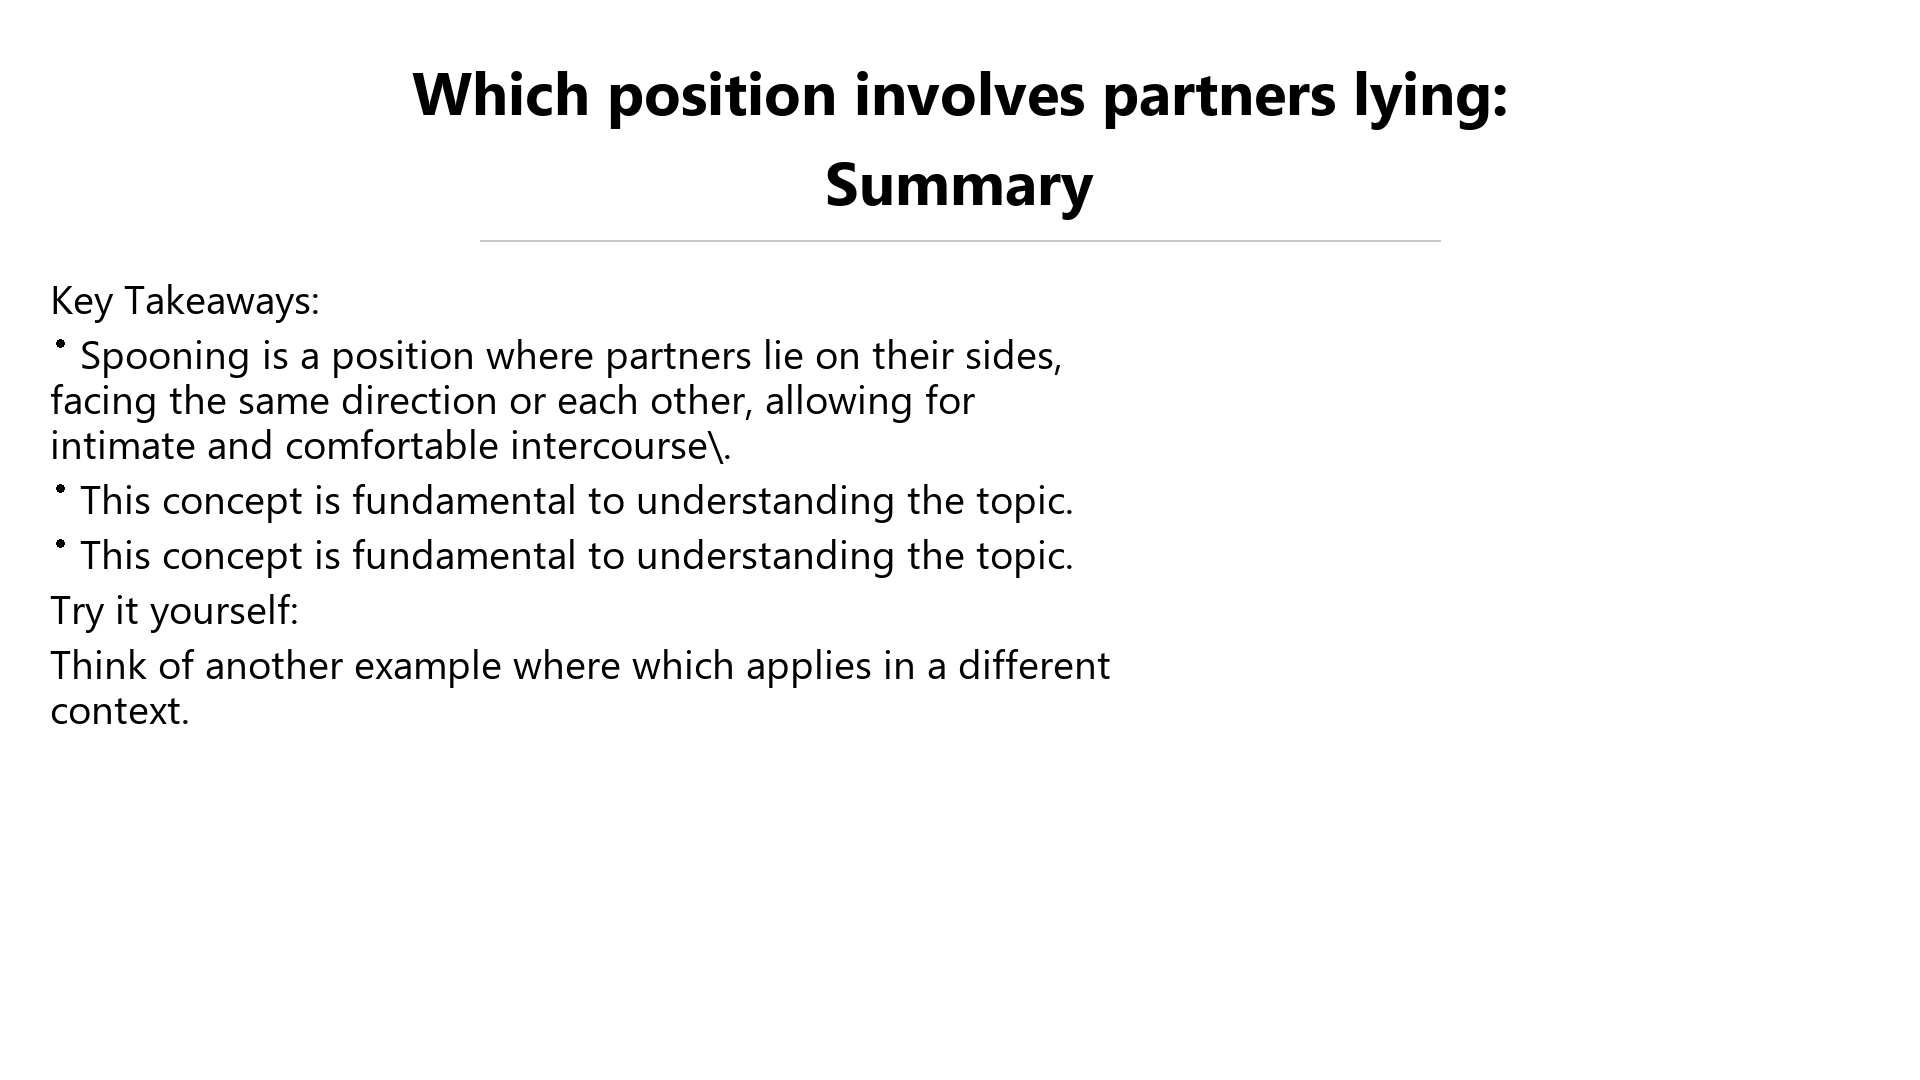 Which position involves partners lying:
Summary
Key Takeaways:
• Spooning is a position where partners lie on their sides,
facing the same direction or each other, allowing for
intimate and comfortable intercourse\.
• This concept is fundamental to understanding the topic.
• This concept is fundamental to understanding the topic.
Try it yourself:
Think of another example where which applies in a different
context.